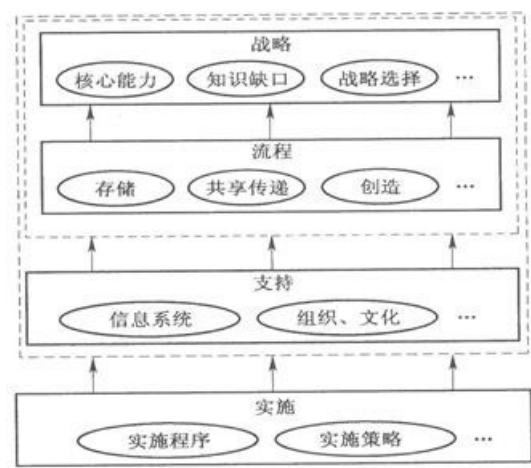 战略
核心能力 知识缺口 战略选择 …
流程
存储 共享传递 创造 …
支持
信息系统 组织、文化 …
实施
实施程序 实施策略 …